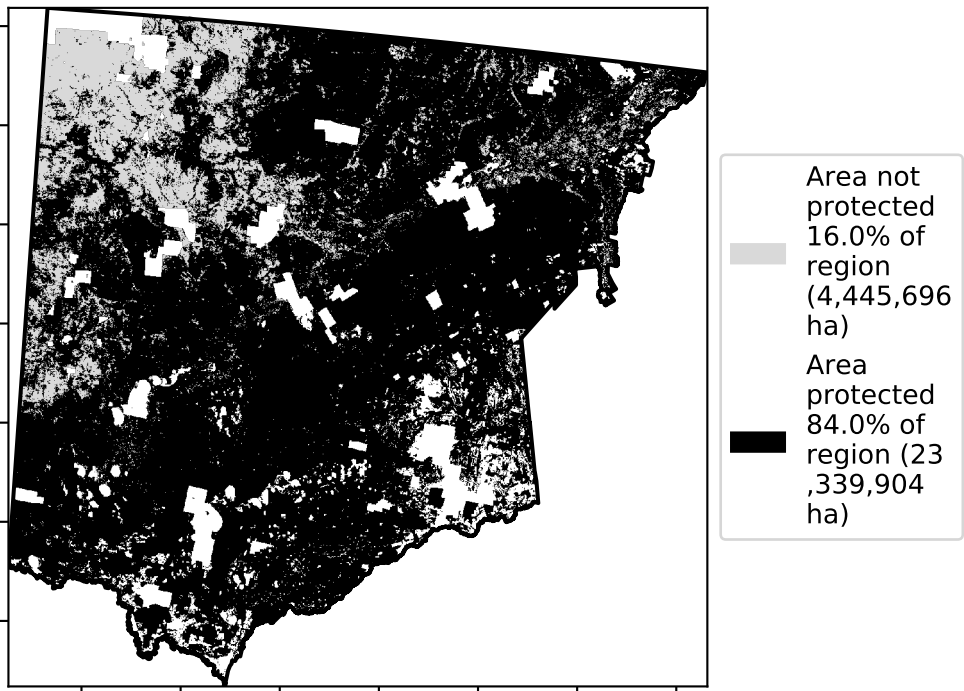 Area not
protected
16.0% of
region
(4,445,696
ha)
Area
protected
84.0% of
region (23
,339,904
ha)